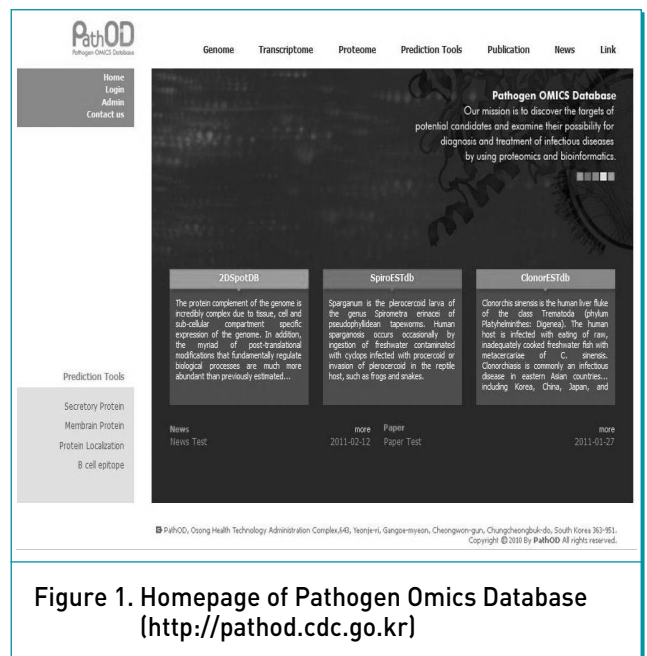 PathOD
Pathogen OMICS Database
Genome Transcriptome Proteome Prediction Tools Publication News Link
Home
Login
Admin
Contact us
Pathogen OMICS Database
Our mission is to discover the targets of
potential candidates and examine their possibility for
diagnosis and treatment of infectious diseases
by using proteomics and bioinformatics.
2DSpotDB
The protein complement of the genome is
incredibly complex due to tissue, cell and
sub-cellular compartment specific
expression of the genome. In addition,
the myriad of post-translational
modifications that fundamentally regulate
biological processes are much more
abundant than previously estimated...
SpiroESTdb
Sparganum is the plerocercoid larva of
the genus Spirometra erinacei of
pseudophyllidean tapeworms. Human
sparganosis occurs occasionally by
ingestion of freshwater contaminated
with cyclops infected with procercoid or
invasion of plerocercoid in the reptile
host, such as frogs and snakes.
ClonorESTdb
Clonorchis sinensis is the human liver fluke
of the class Trematoda (phylum
Platyhelminthes: Digenea). The human
host is infected with eating of raw,
inadequately cooked freshwater fish with
metacercariae of C. sinensis.
Clonorchiasis is commonly an infectious
disease in eastern Asian countries...
including Korea, China, Japan, and
Prediction Tools
Secretory Protein
Membrain Protein
Protein Localization
B cell epitope
News more
News Test 2011-02-12
Paper more
Paper Test 2011-01-27
PathOD, Osong Health Technology Administration Complex,643, Yeonje-ri, Gangoe-myeon, Cheongwon-gun, Chungcheongbuk-do, South Korea 363-951.
Copyright © 2010 By PathOD All rights reserved.
Figure 1. Homepage of Pathogen Omics Database
(http://pathod.cdc.go.kr)